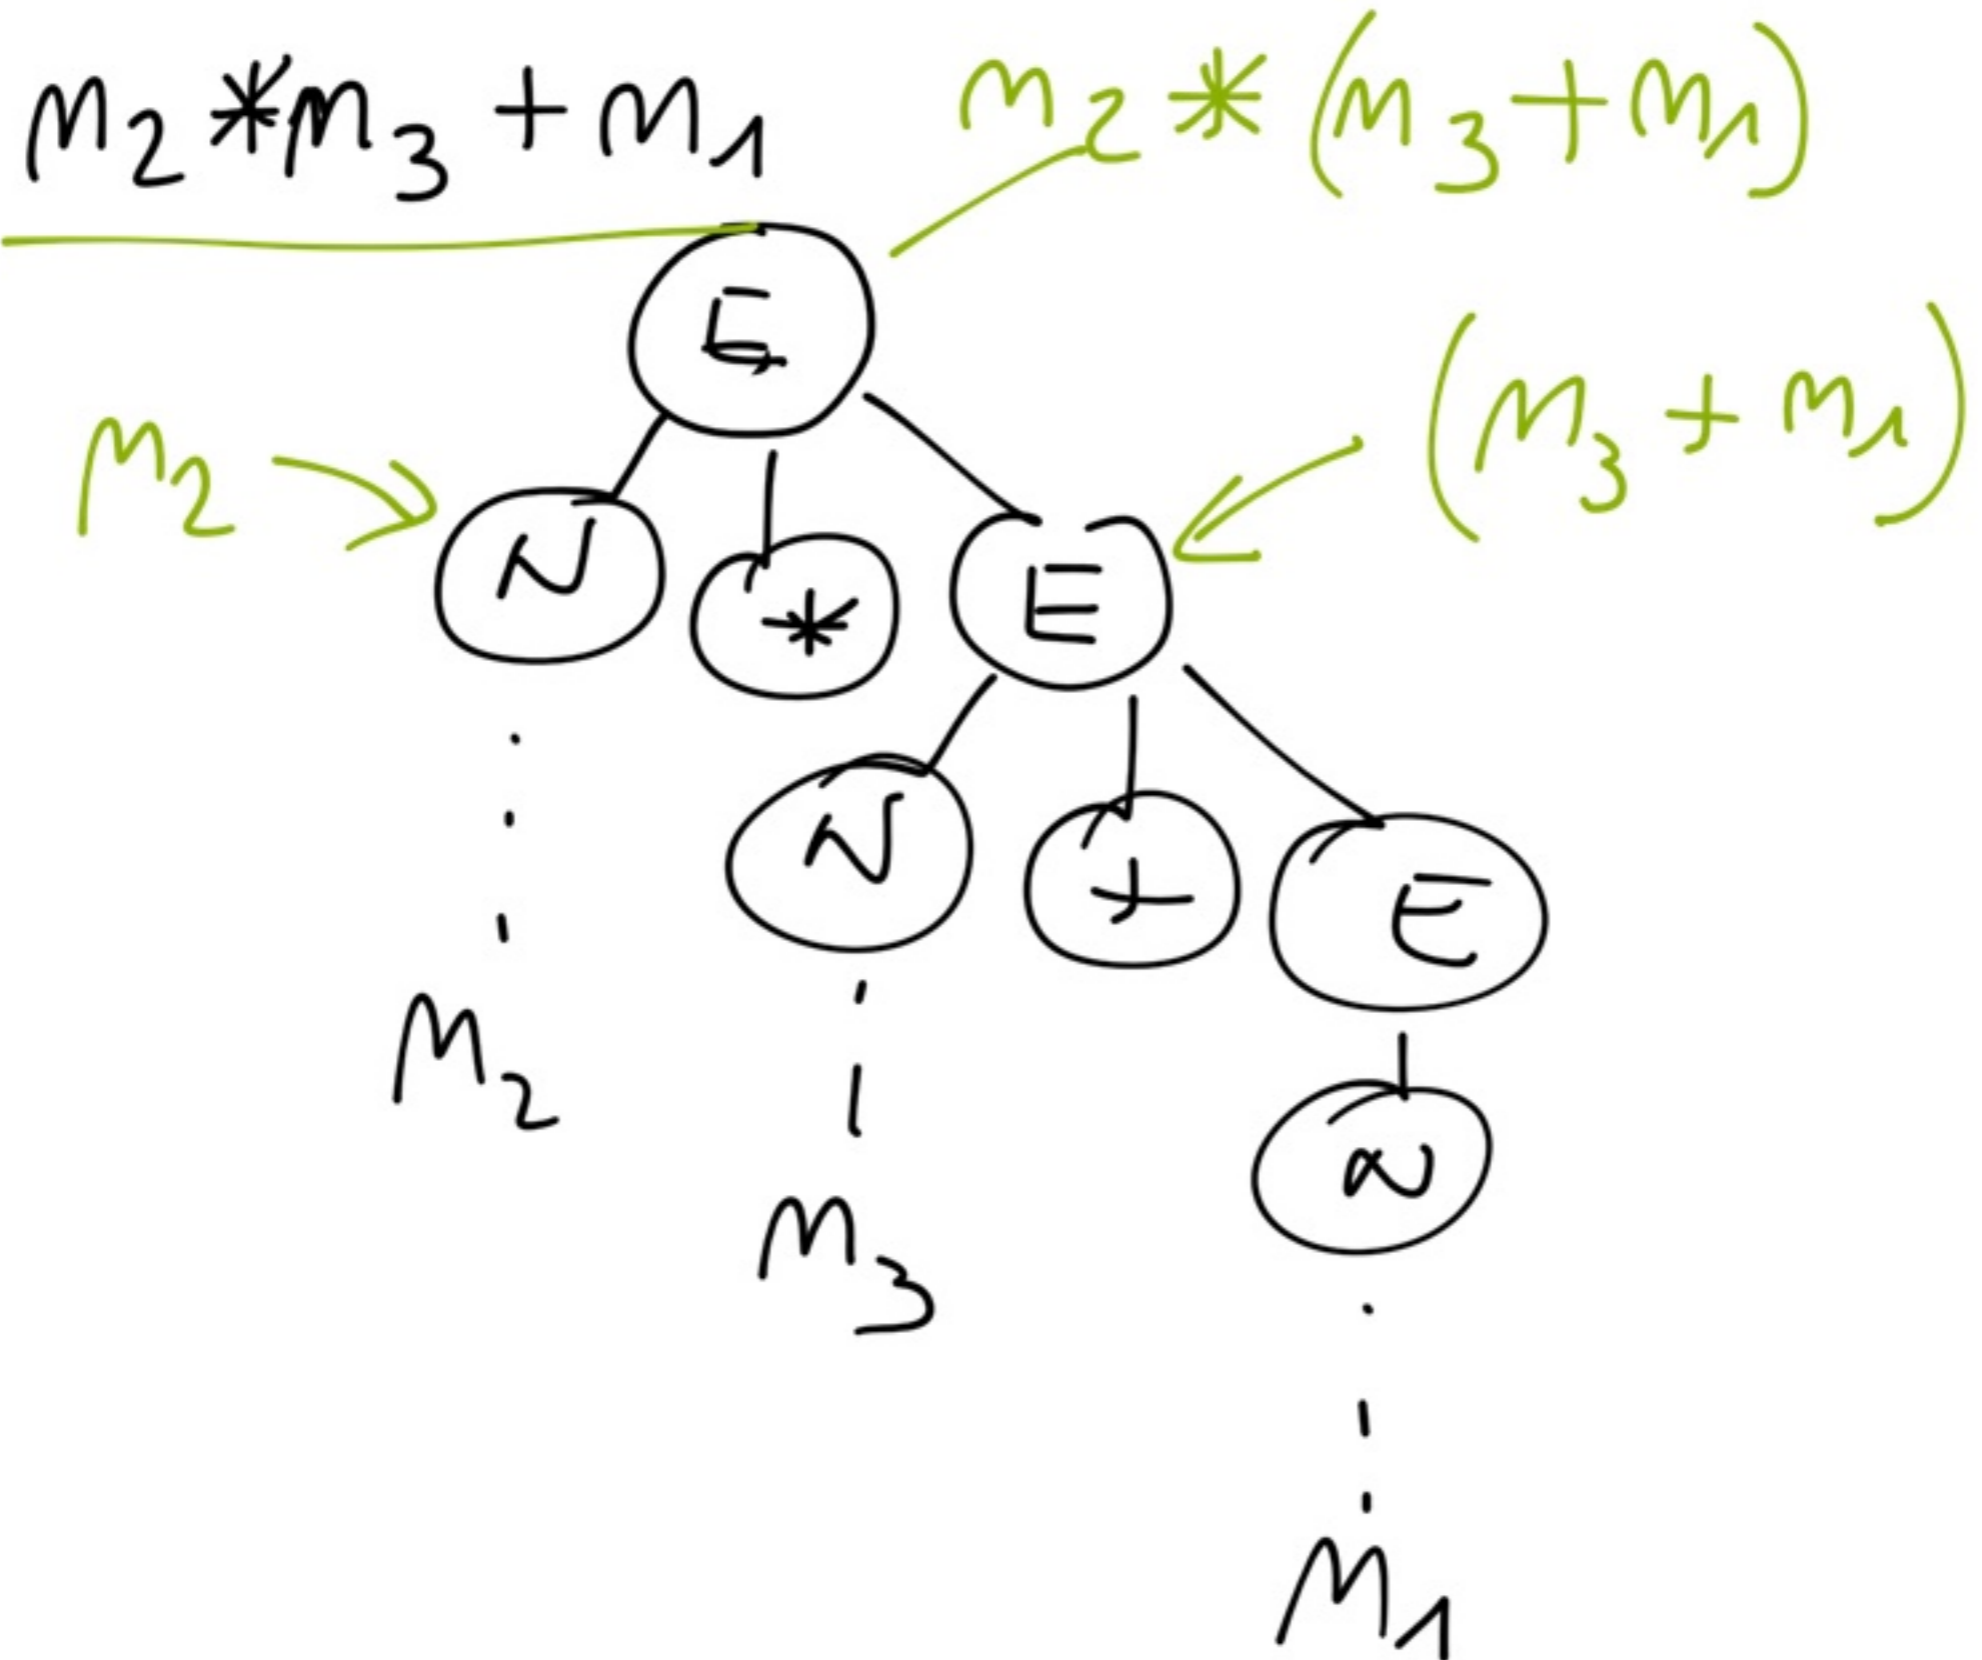 m₂ * m₃ + m₁
m₂ * (m₃ + m₁)
E
(m₃ + m₁)
m₂
N
*
E
N
+
E
m₂
N
m₃
m₁